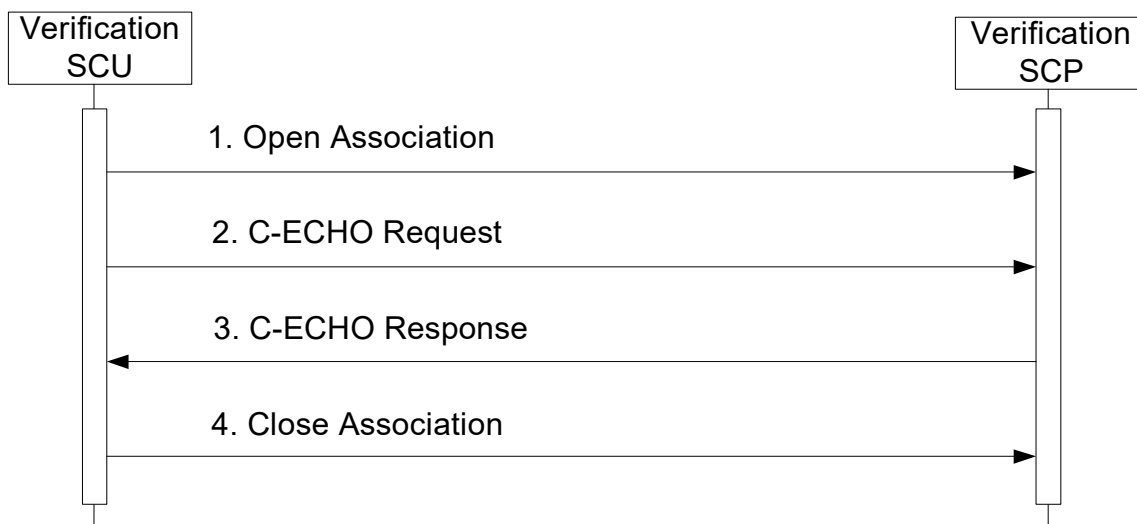 Verification
SCU
Verification
SCP
1. Open Association
2. C-ECHO Request
3. C-ECHO Response
4. Close Association